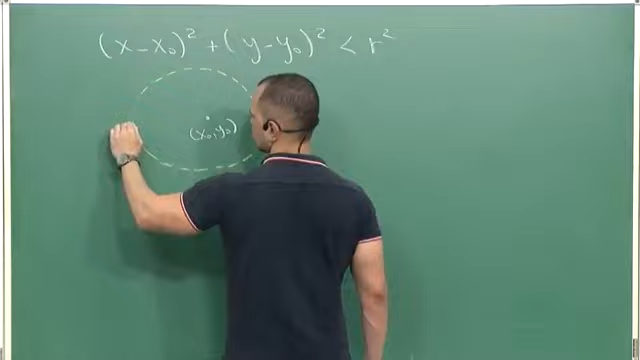 (x-x₀)² + (y-y₀)² < r²
(x₀,y₀)